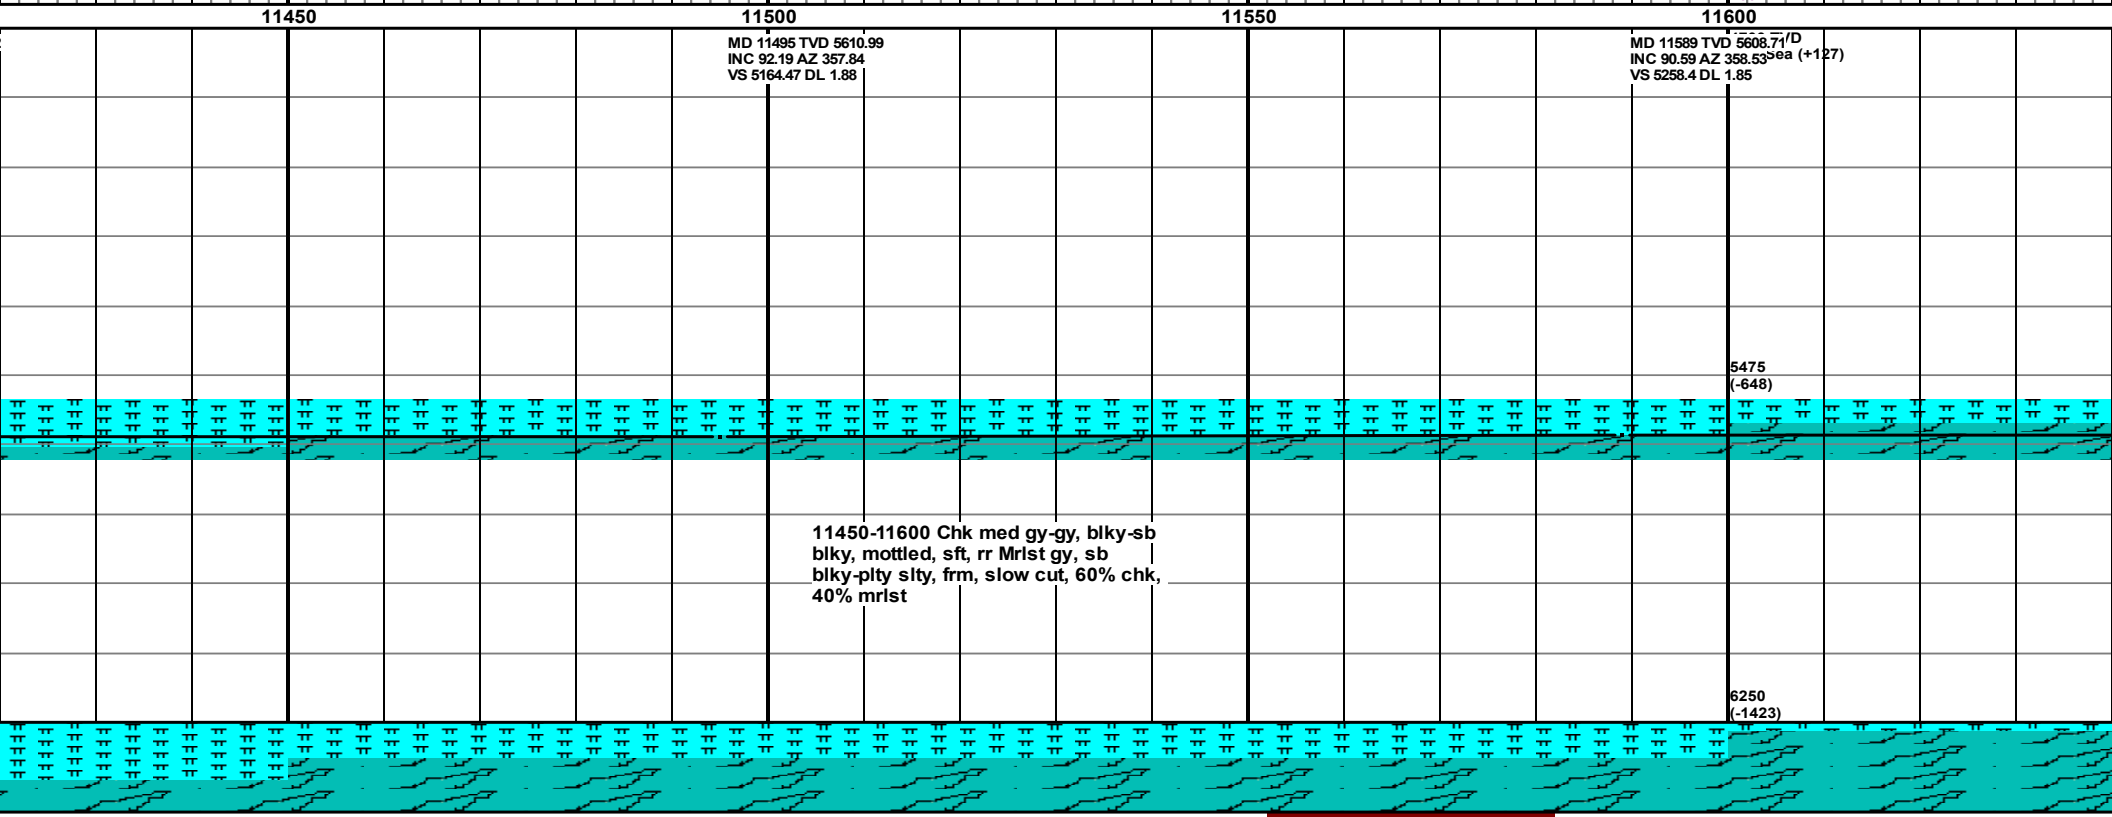 11450 11500 11550 11600
MD 11495 TVD 5610.99
INC 92.19 AZ 357.84
VS 5164.47 DL 1.88
MD 11589 TVD 5608.71
INC 90.59 AZ 358.53
VS 5258.4 DL 1.85
TVD
Sea (+127)
5475
(-648)
11450-11600 Chk med gy-gy, blky-sb
blky, mottled, sft, rr Mrlst gy, sb
blky-plty slty, frm, slow cut, 60% chk,
40% mrlst
6250
(-1423)